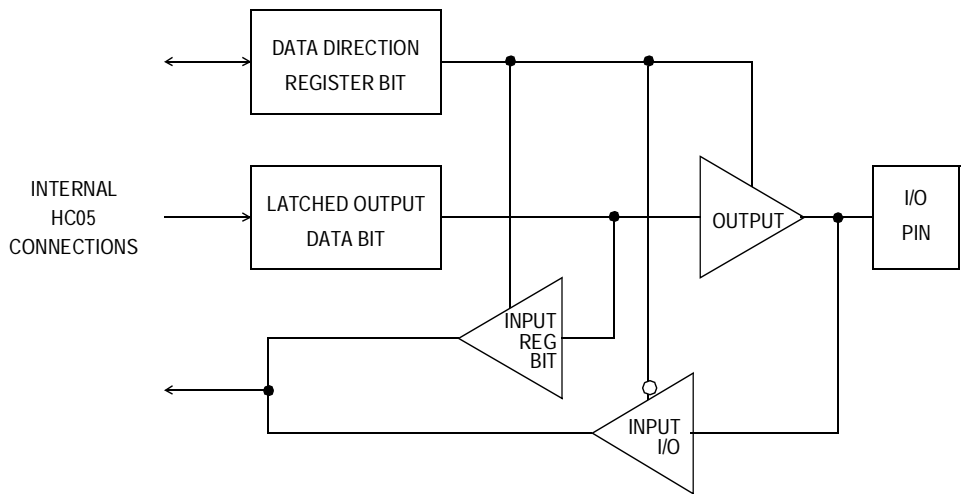 DATA DIRECTION
REGISTER BIT
INTERNAL
HC05
CONNECTIONS
LATCHED OUTPUT
DATA BIT
OUTPUT
I/O
PIN
INPUT
REG
BIT
INPUT
I/O